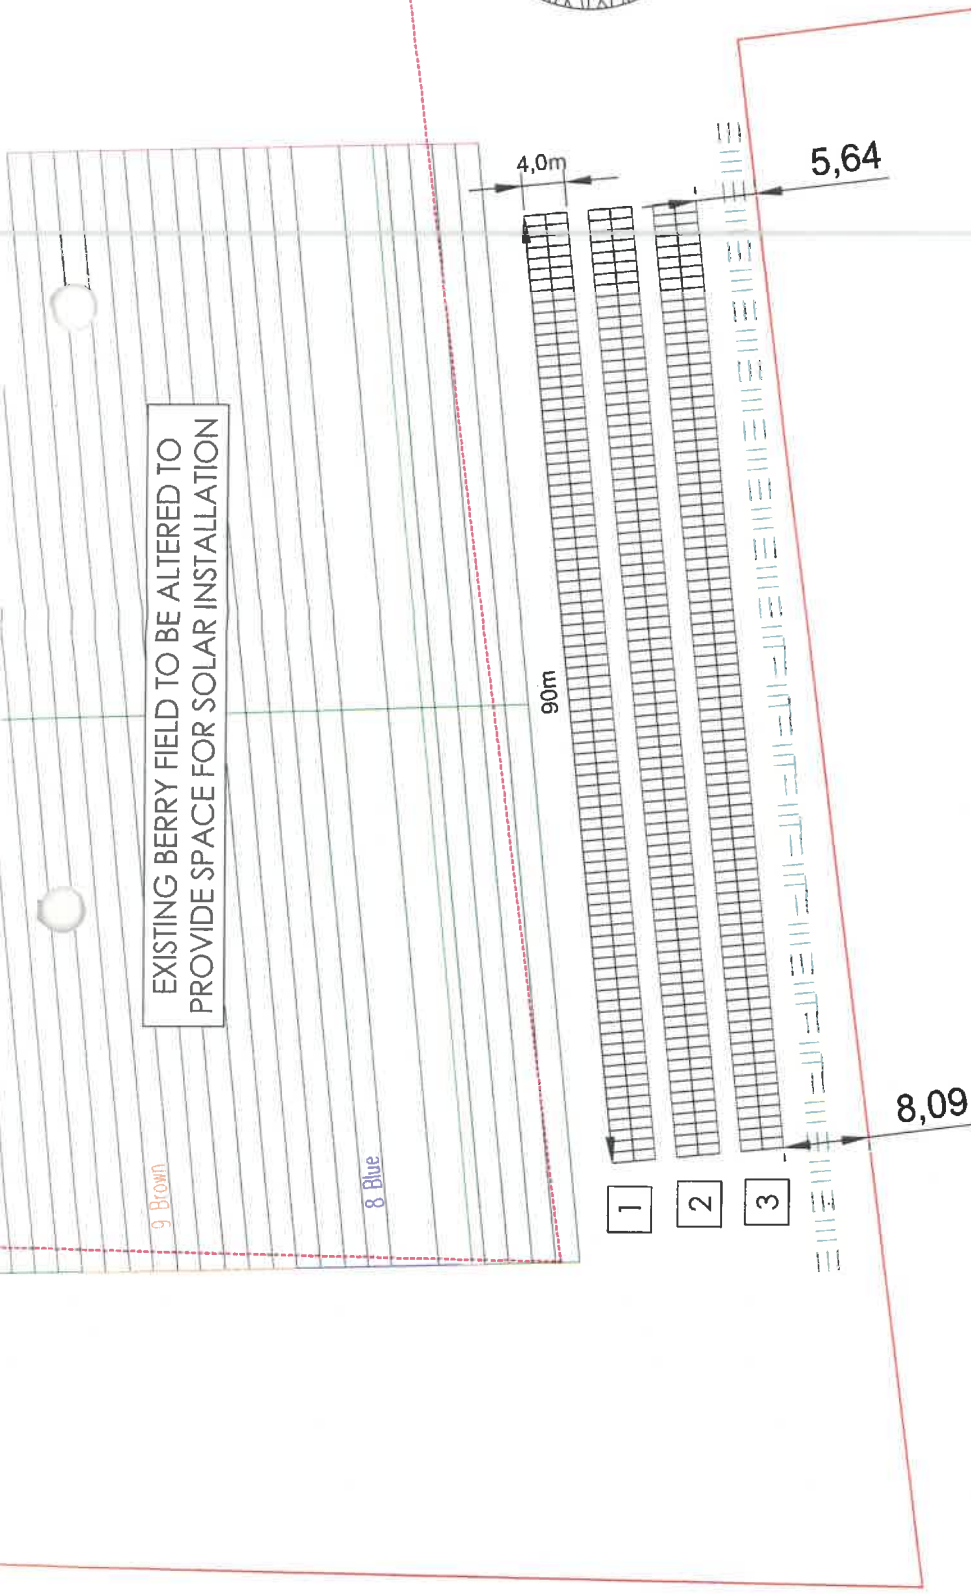 4,0m
5,64
EXISTING BERRY FIELD TO BE ALTERED TO
PROVIDE SPACE FOR SOLAR INSTALLATION
90m
9 Brown
8 Blue
8,09
1
2
3